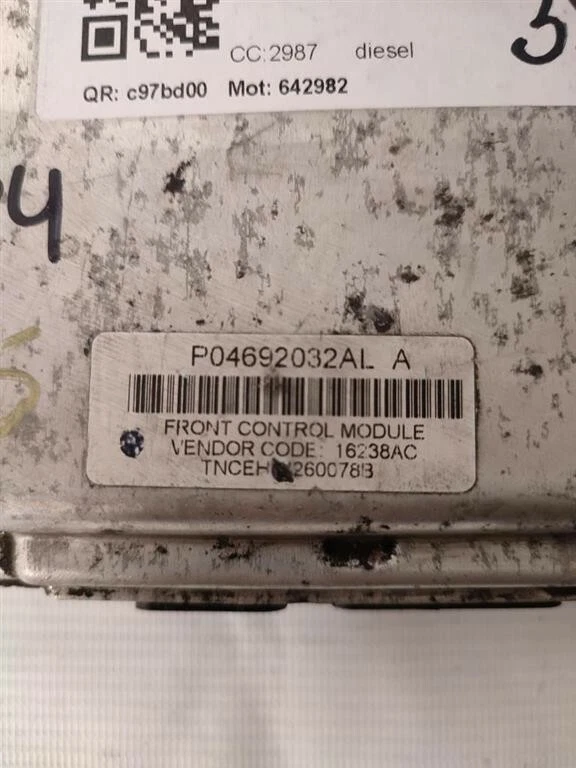 CC:2987 diesel
QR: c97bd00 Mot: 642982
P04692032AL A
FRONT CONTROL MODULE
VENDOR CODE: 16238AC